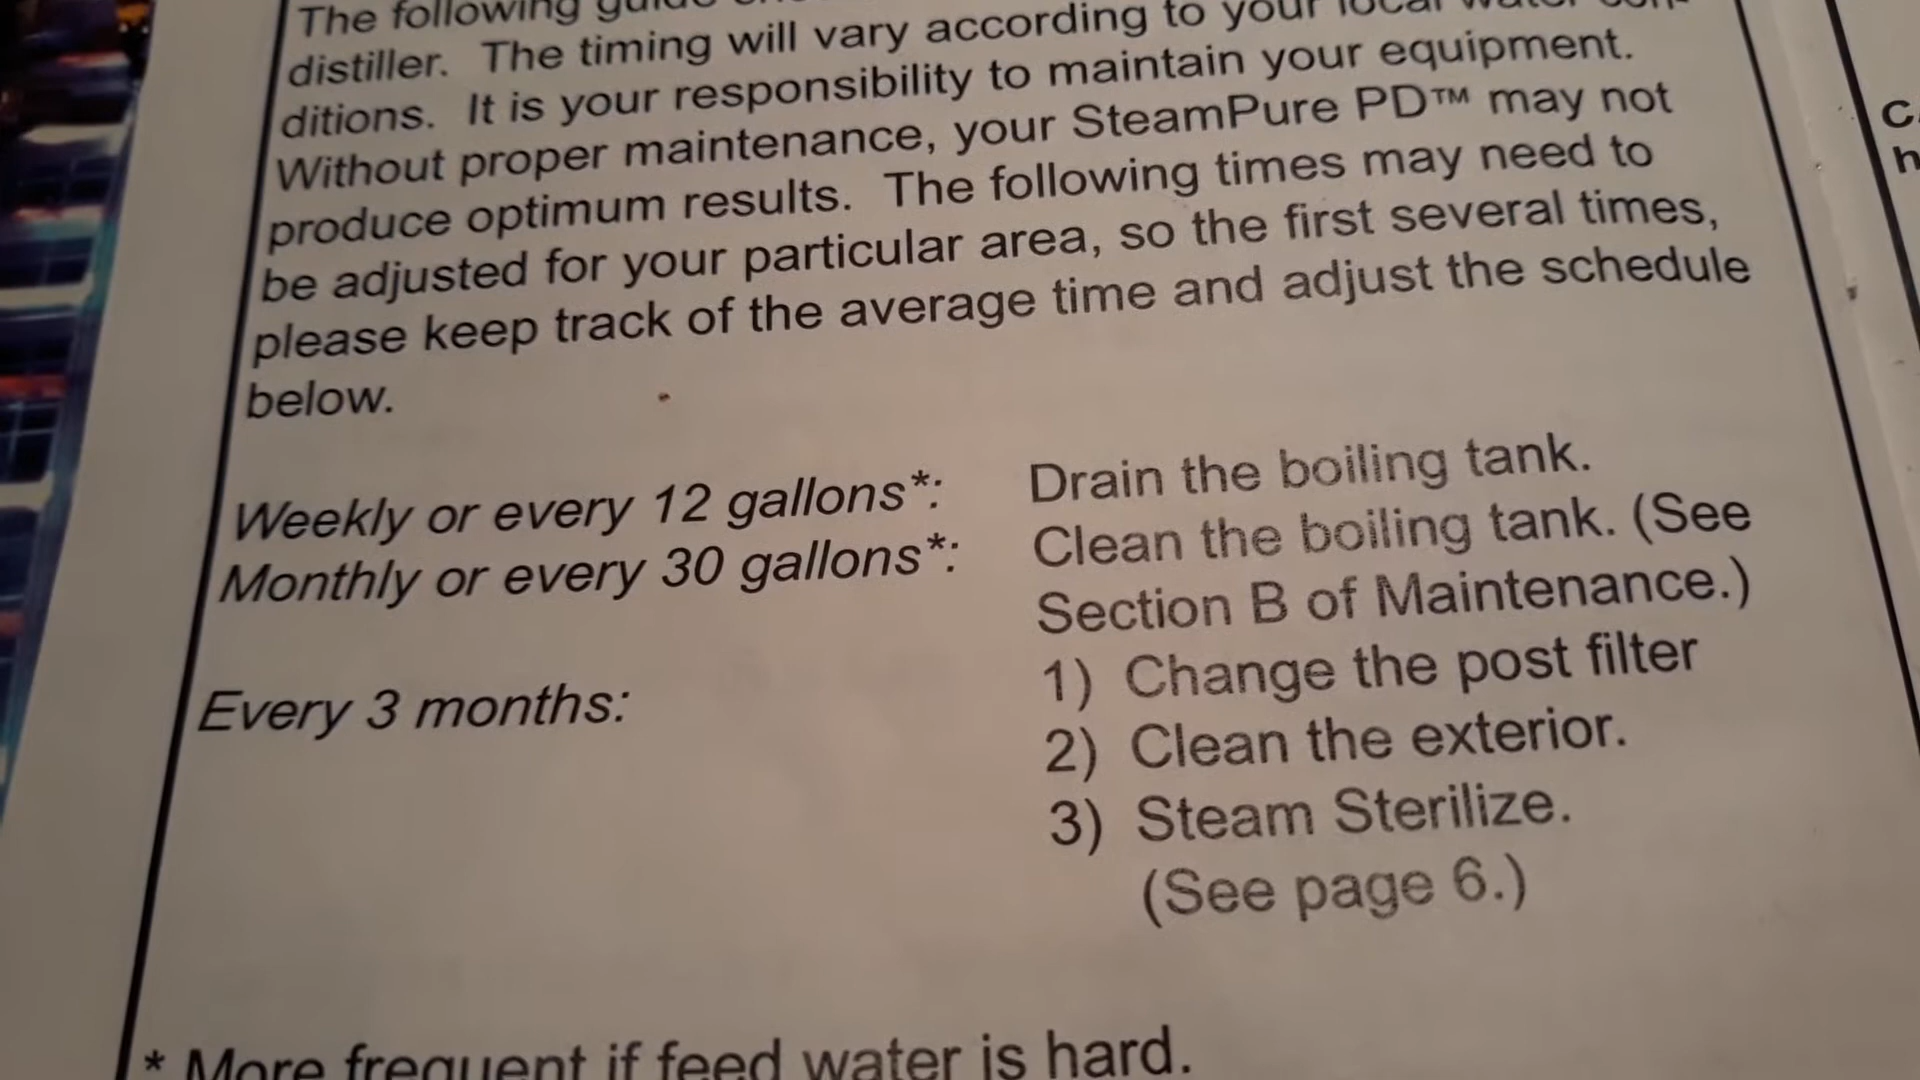 The following
distiller. The timing will vary according to your local water con-
ditions. It is your responsibility to maintain your equipment.
Without proper maintenance, your SteamPure PD™ may not
produce optimum results. The following times may need to
be adjusted for your particular area, so the first several times,
please keep track of the average time and adjust the schedule
below.
Weekly or every 12 gallons*: Drain the boiling tank.
Monthly or every 30 gallons*: Clean the boiling tank. (See
Section B of Maintenance.)
Every 3 months: 1) Change the post filter
2) Clean the exterior.
3) Steam Sterilize.
(See page 6.)
* More frequent if feed water is hard.